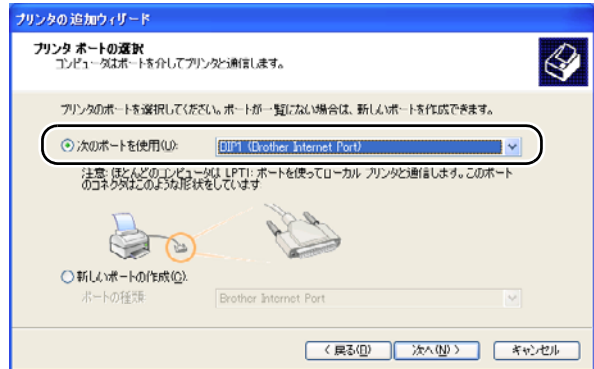 プリンタの追加ウィザード
プリンタ ポートの選択
コンピュータはポートを介してプリンタと通信します。
プリンタのポートを選択してください。ポートが一覧にない場合は、新しいポートを作成できます。
次のポートを使用(U): DIP1 (Brother Internet Port)
注意: ほとんどのコンピュータは LPT1: ポートを使ってローカル プリンタと通信します。このポート
のコネクタはこのような形状をしています
新しいポートの作成(C):
ポートの種類: Brother Internet Port
< 戻る(B) 次へ(N) > キャンセル